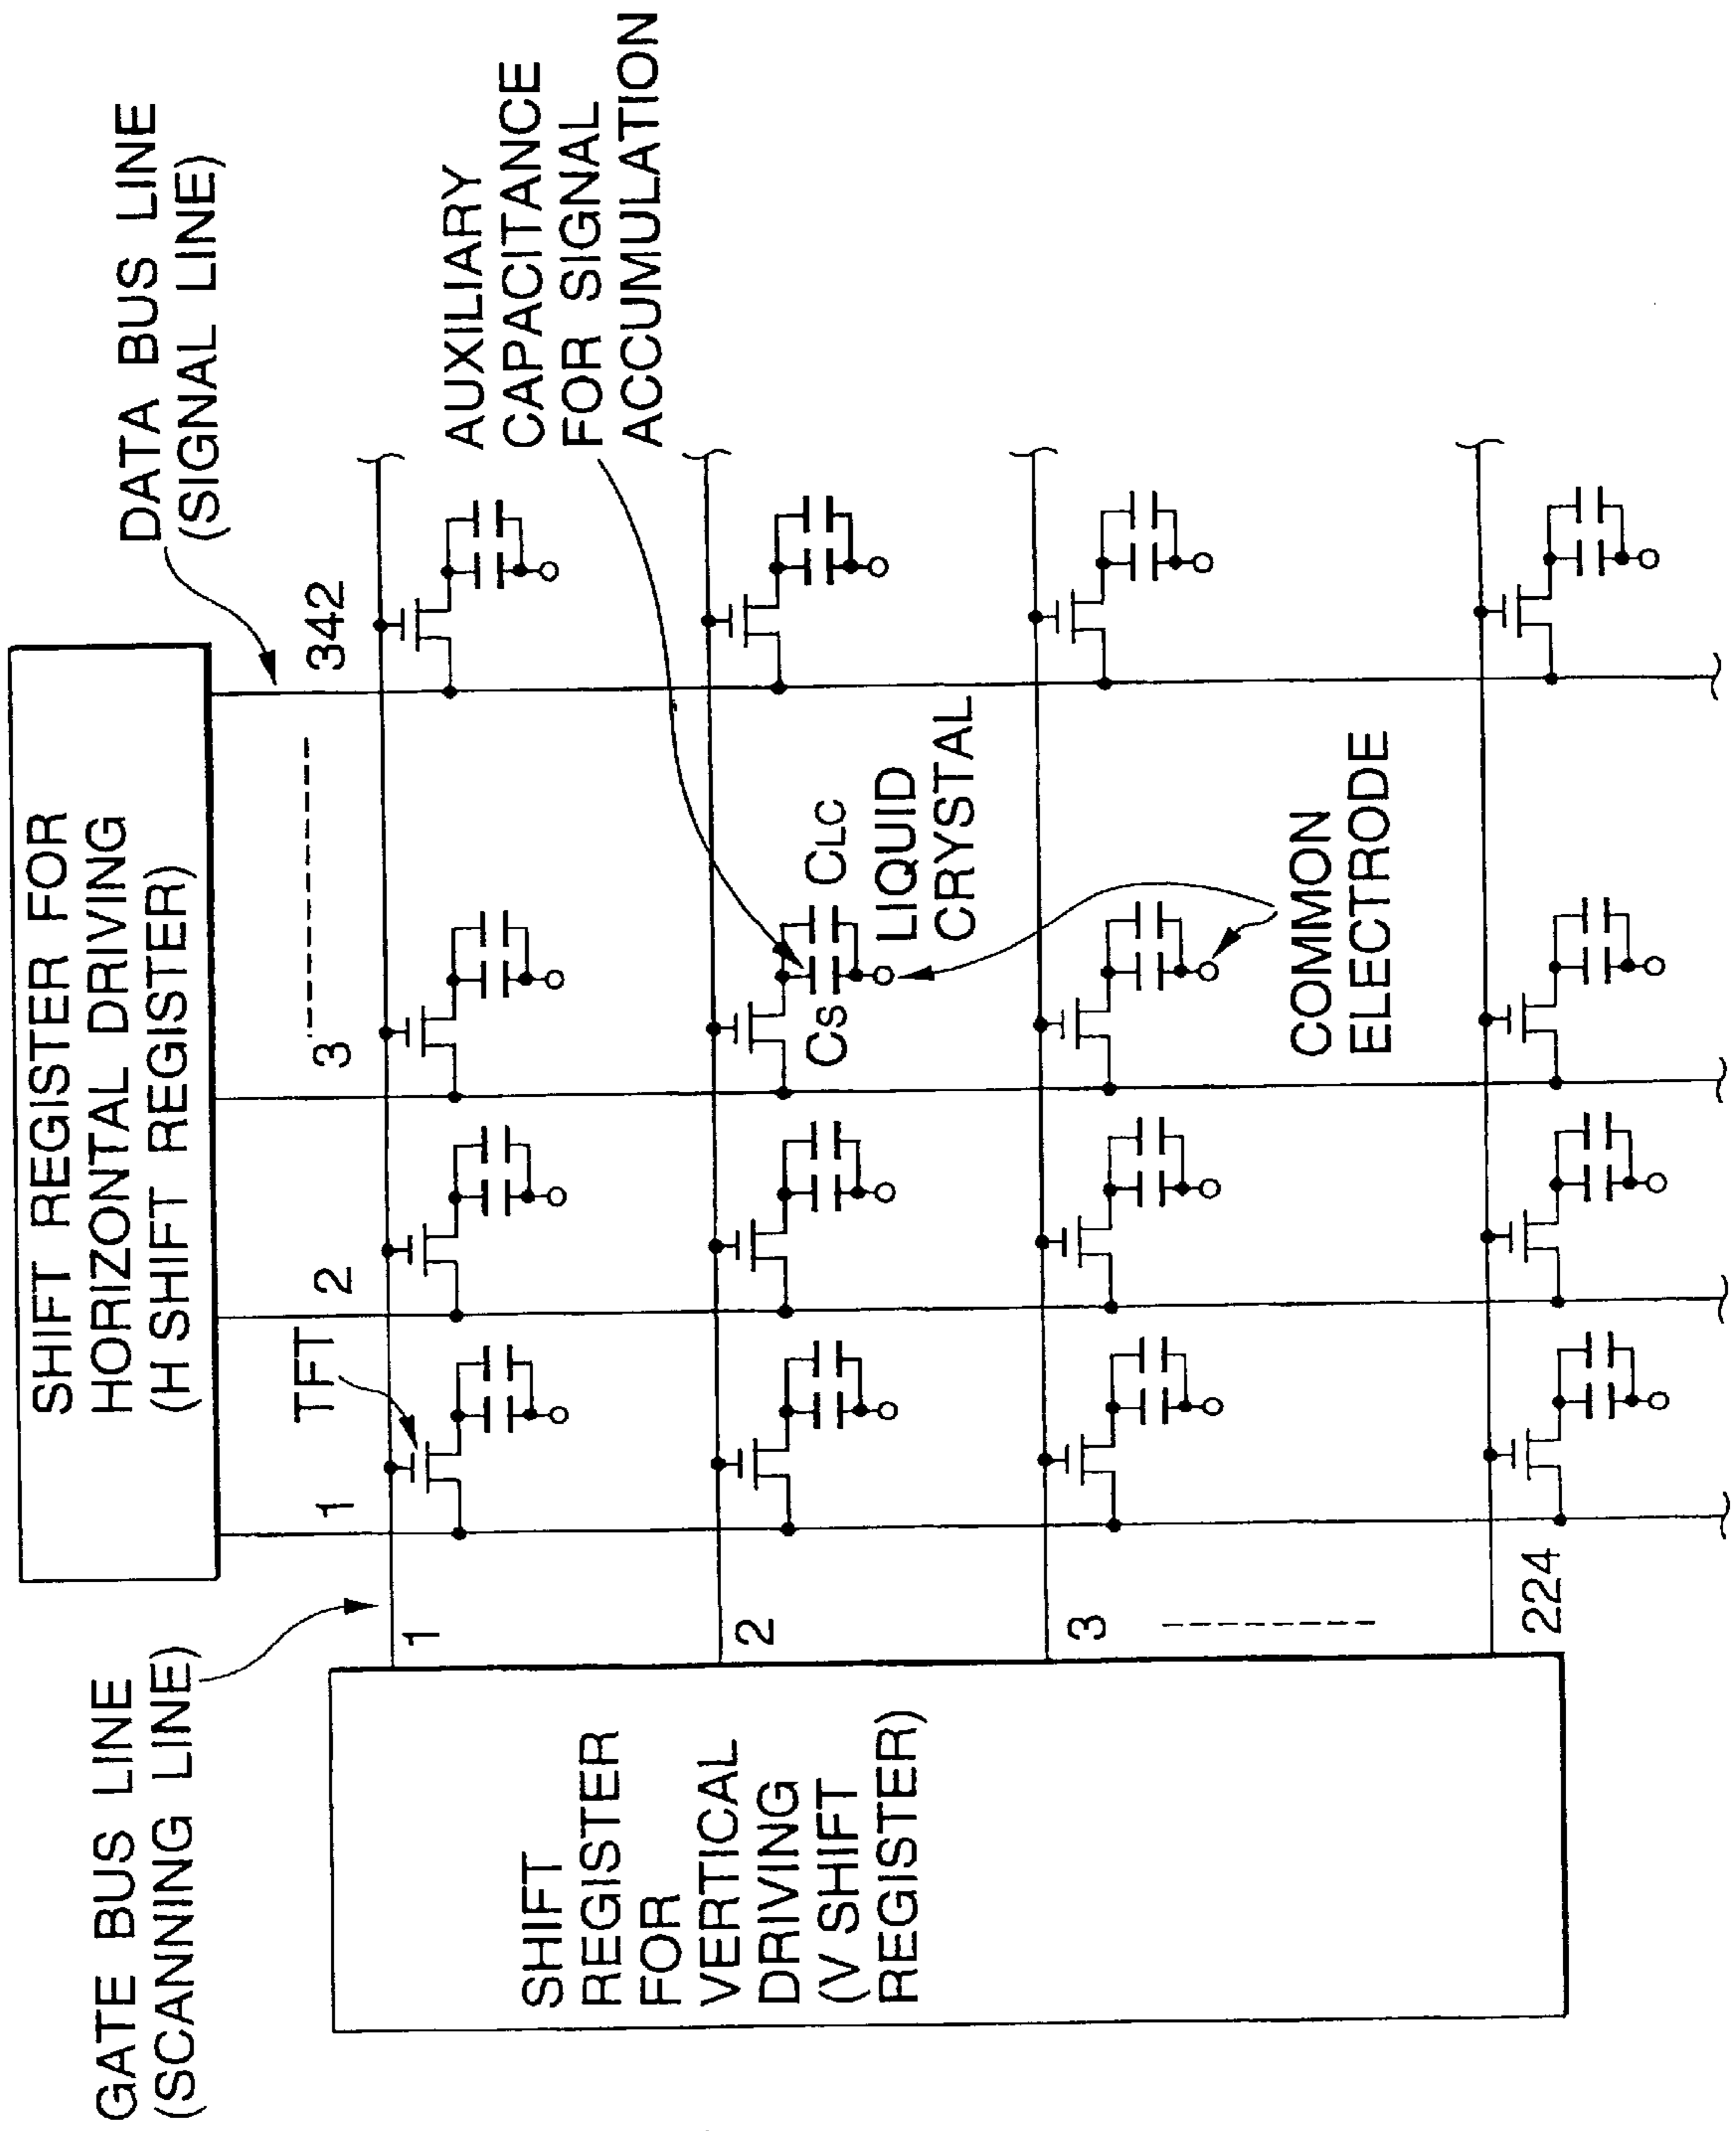 GATE BUS LINE
(SCANNING LINE)
SHIFT REGISTER FOR
HORIZONTAL DRIVING
(H SHIFT REGISTER)
DATA BUS LINE
(SIGNAL LINE)
TFT
1
2
3
342
AUXILIARY
CAPACITANCE
FOR SIGNAL
ACCUMULATION
SHIFT
REGISTER
FOR
VERTICAL
DRIVING
(V SHIFT
REGISTER)
1
2
3
224
CS
CLC
LIQUID
CRYSTAL
COMMON
ELECTRODE